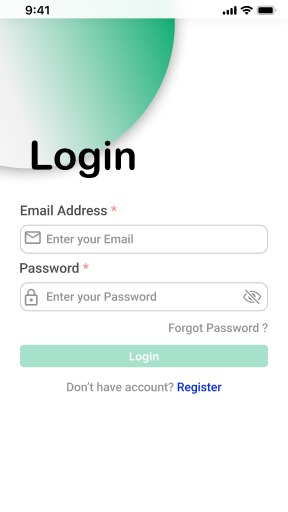 9:41
Login
Email Address *
Enter your Email
Password *
Enter your Password
Forgot Password ?
Login
Don't have account? Register